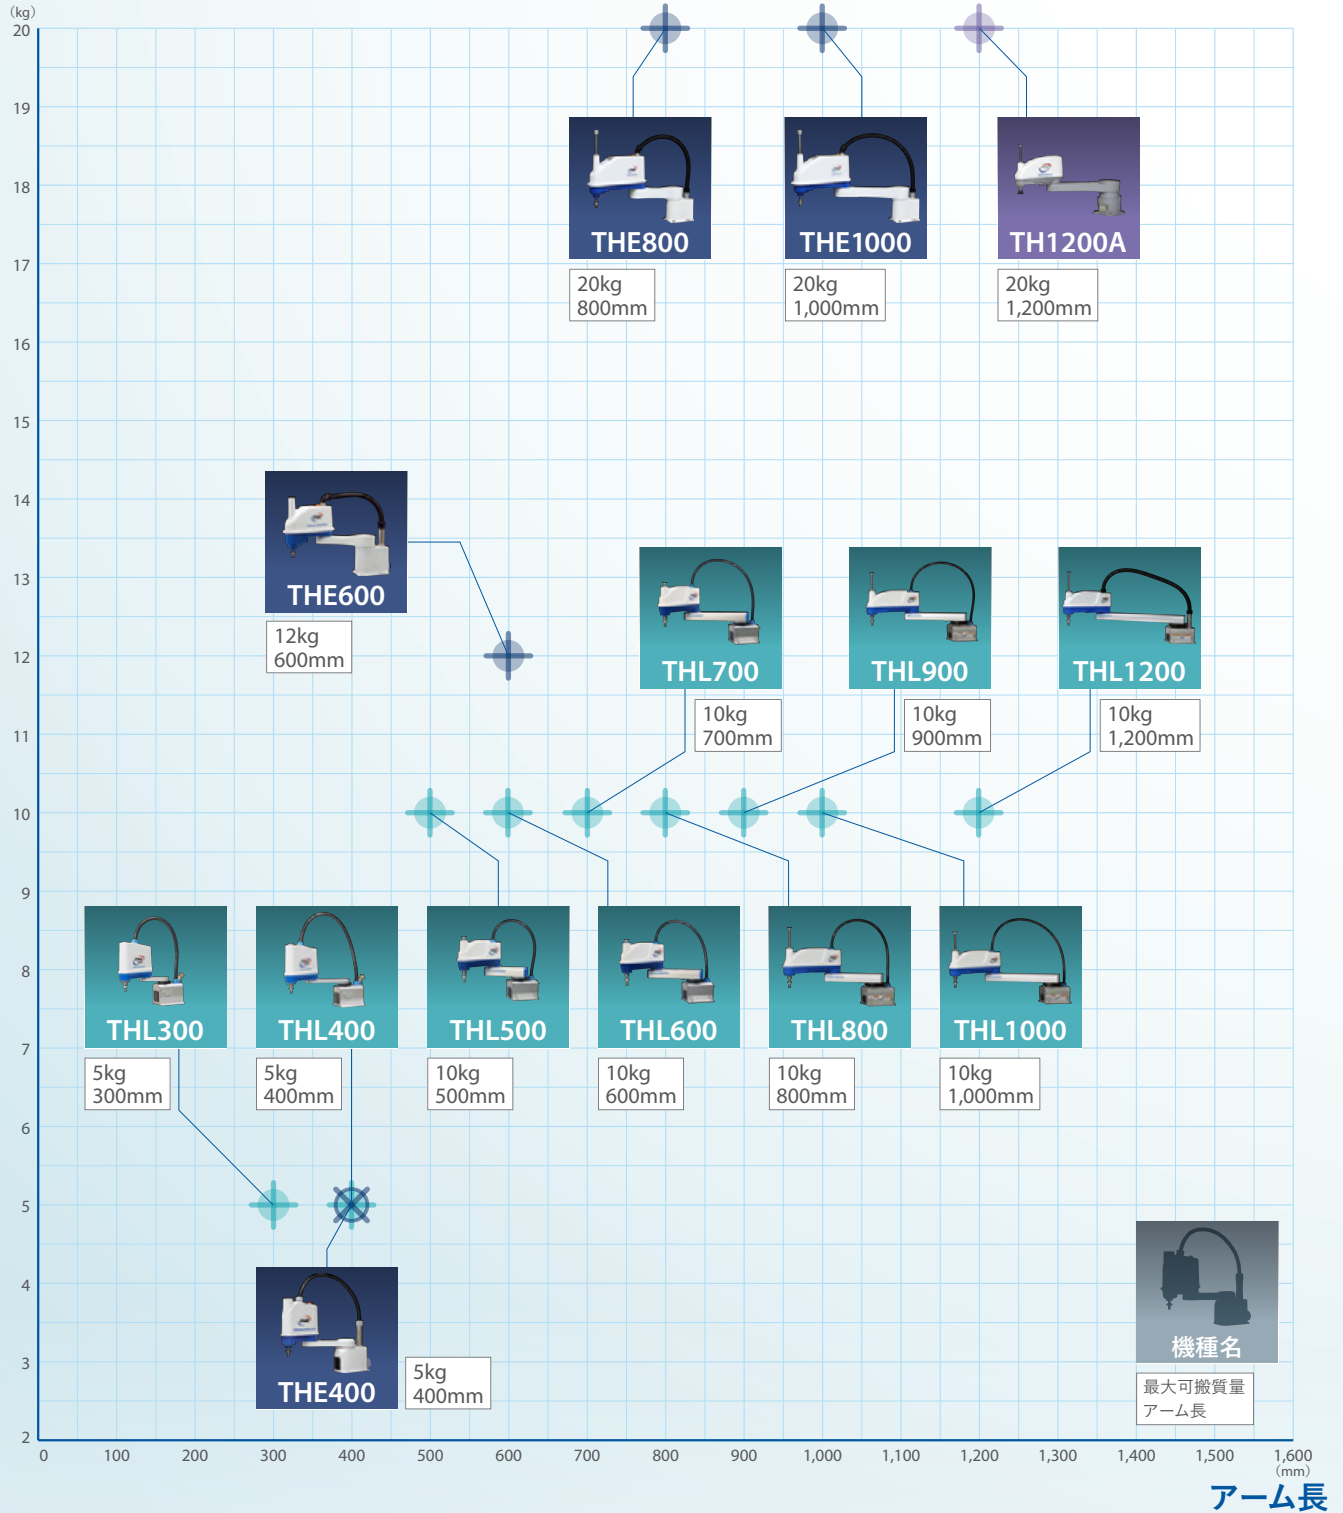 (kg)
20
19
18
17
16
15
14
13
12
11
10
9
8
7
6
5
4
3
2
THE800
20kg
800mm
THE1000
20kg
1,000mm
TH1200A
20kg
1,200mm
THE600
12kg
600mm
THL700
10kg
700mm
THL900
10kg
900mm
THL1200
10kg
1,200mm
THL300
5kg
300mm
THL400
5kg
400mm
THL500
10kg
500mm
THL600
10kg
600mm
THL800
10kg
800mm
THL1000
10kg
1,000mm
THE400
5kg
400mm
機種名
最大可搬質量
アーム長
0 100 200 300 400 500 600 700 800 900 1,000 1,100 1,200 1,300 1,400 1,500 1,600
(mm)
アーム長